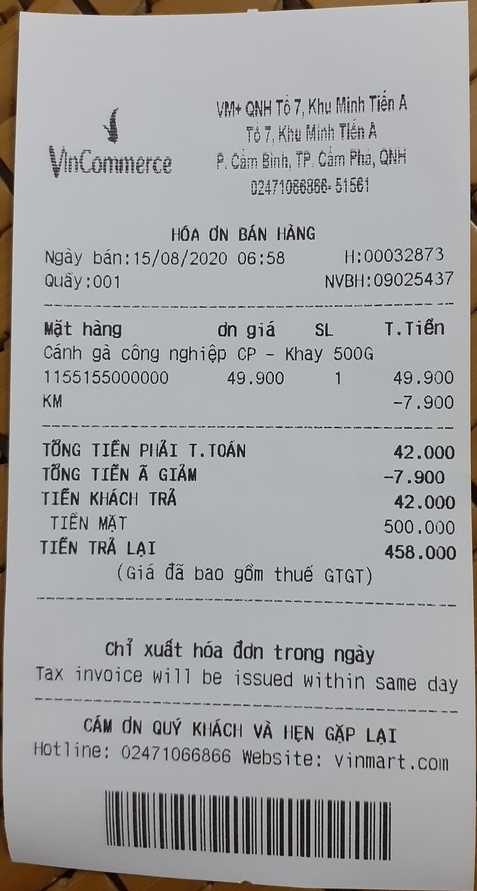 VinCommerce
VM+ QNH Tổ 7, Khu Minh Tiến A
Tổ 7, Khu Minh Tiến A
P. Cẩm Bình, TP. Cẩm Phả, QNH
02471066866-51561
HÓA ƠN BÁN HÀNG
Ngày bán:15/08/2020 06:58 H:00032873
Quầy:001 NVBH:09025437
Mặt hàng ơn giá SL T.Tiền
Cánh gà công nghiệp CP - Khay 500G
1155155000000 49.900 1 49.900
KM -7.900
TỔNG TIỀN PHẢI T.TOÁN 42.000
TỔNG TIỀN Ã GIẢM -7.900
TIỀN KHÁCH TRẢ 42.000
TIỀN MẶT 500.000
TIỀN TRẢ LẠI 458.000
(Giá đã bao gồm thuế GTGT)
Chỉ xuất hóa đơn trong ngày
Tax invoice will be issued within same day
CÁM ƠN QUÝ KHÁCH VÀ HẸN GẶP LẠI
Hotline: 02471066866 Website: vinmart.com